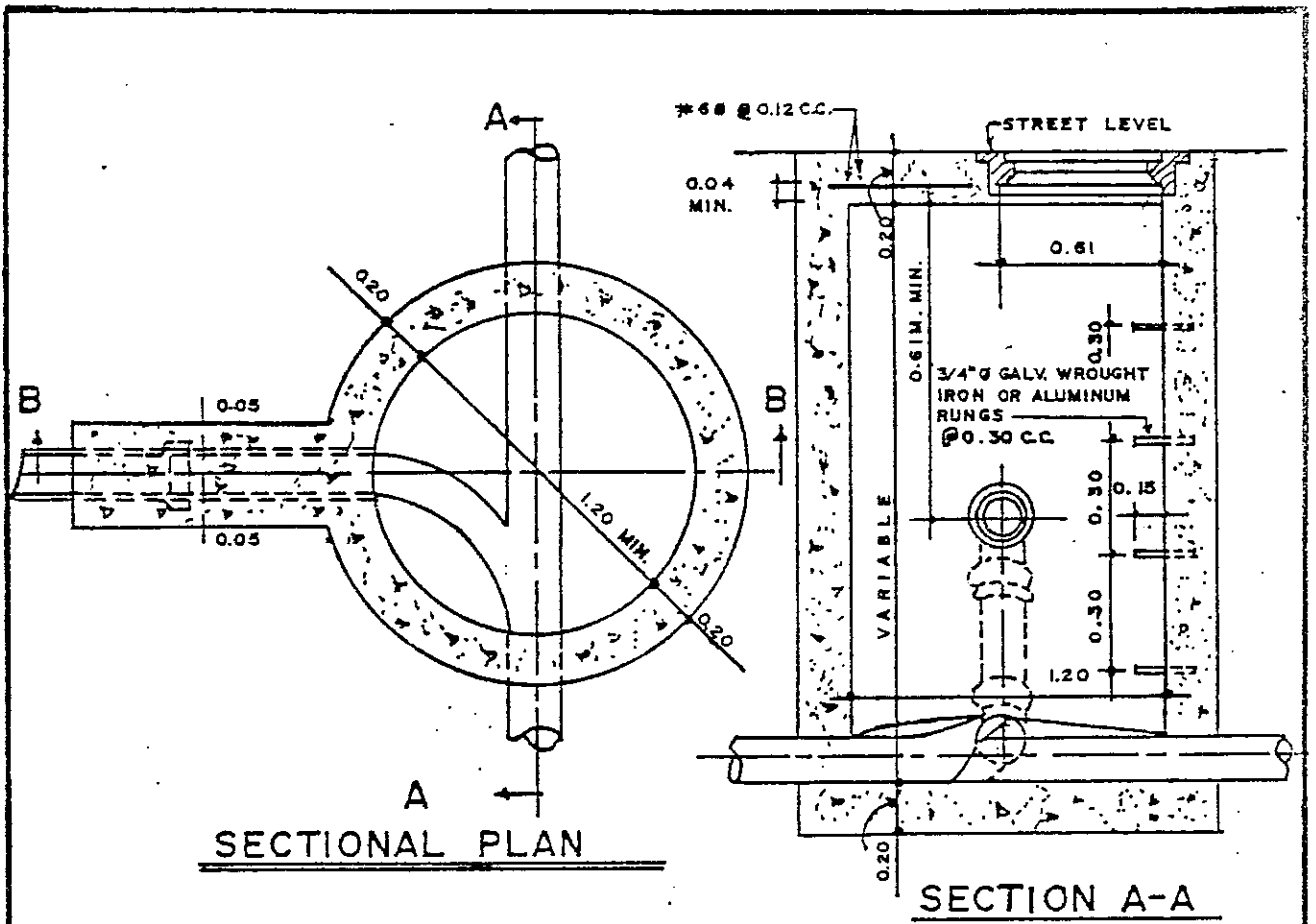 A
0.20
B
0.05
0.05
1.20 MIN.
0.20
B
A
SECTIONAL PLAN
#6Ø @ 0.12 C.C.
STREET LEVEL
0.04
MIN.
0.20
0.61
0.61 M. MIN.
0.30
3/4"Ø GALV. WROUGHT
IRON OR ALUMINUM
RUNGS
@ 0.30 C.C.
0.30
0.15
VARIABLE
0.30
1.20
0.20
SECTION A-A